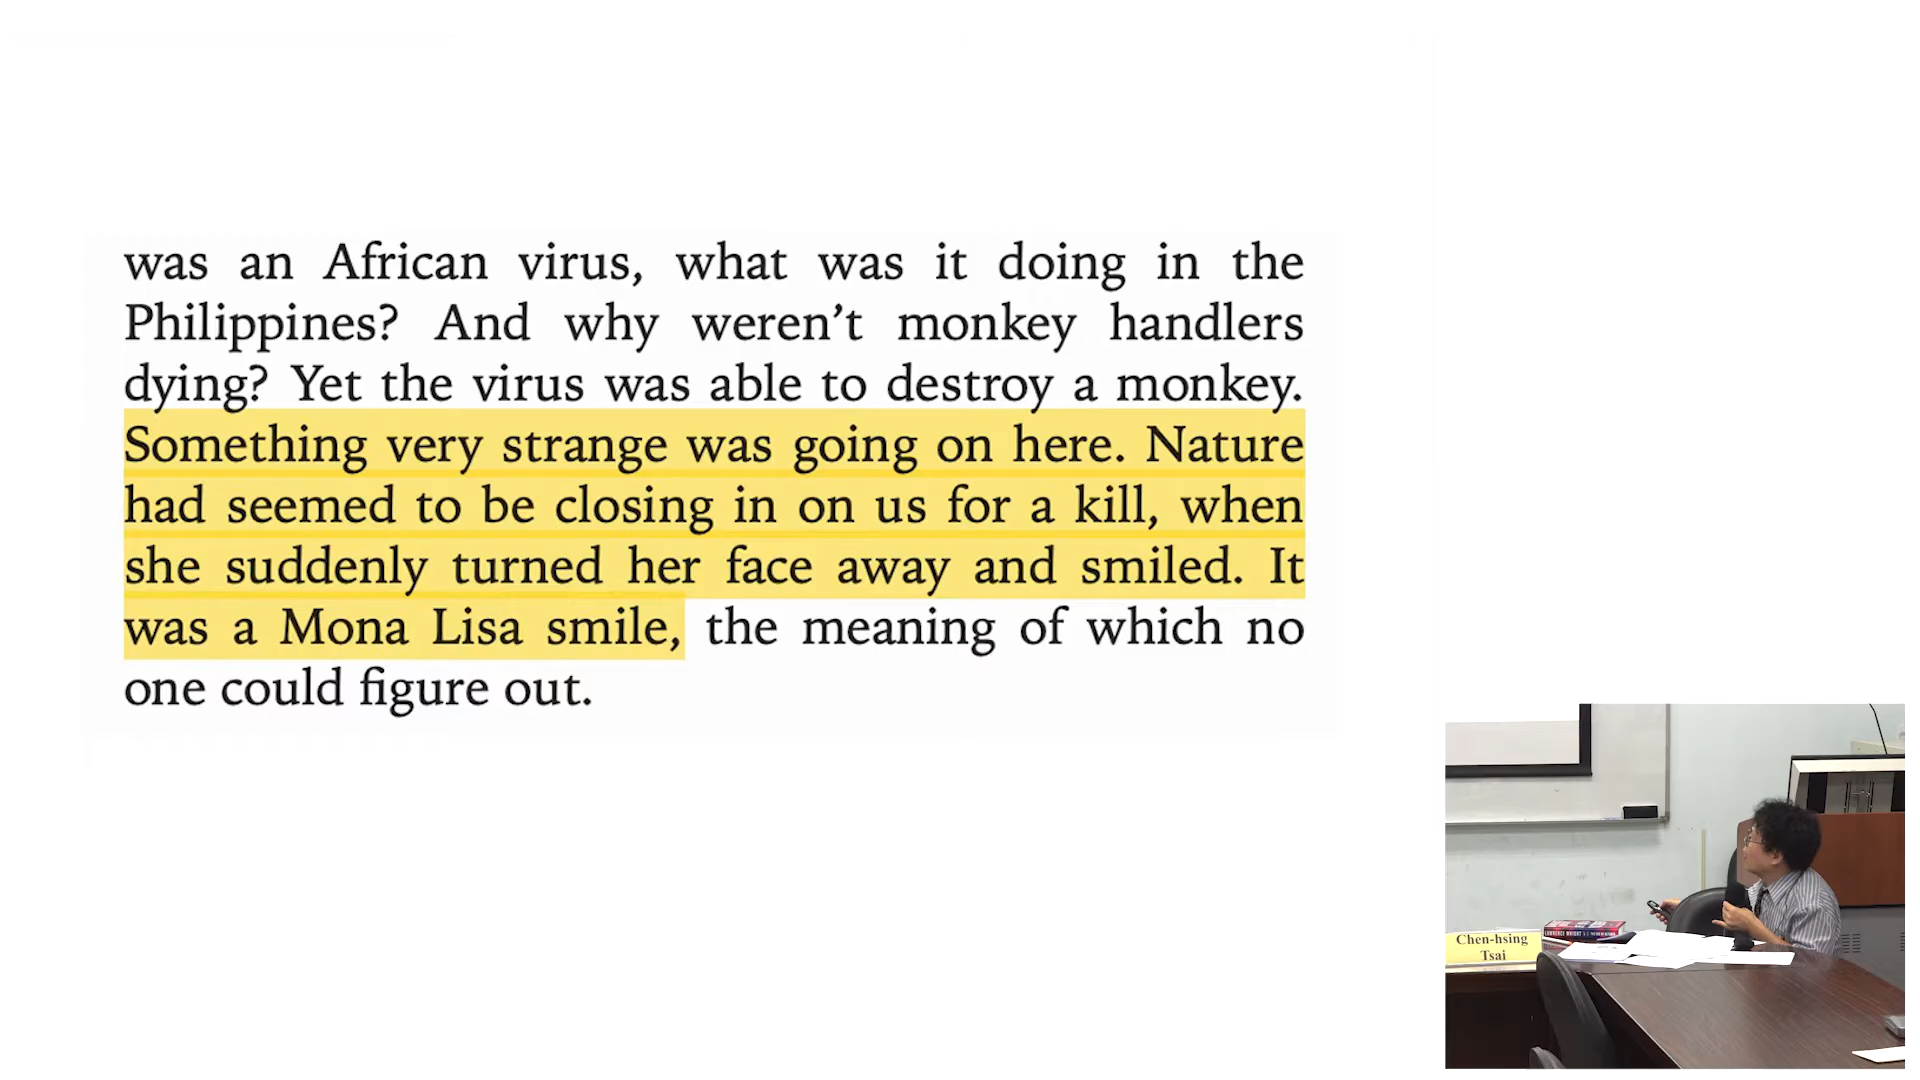 was an African virus, what was it doing in the
Philippines? And why weren’t monkey handlers
dying? Yet the virus was able to destroy a monkey.
Something very strange was going on here. Nature
had seemed to be closing in on us for a kill, when
she suddenly turned her face away and smiled. It
was a Mona Lisa smile, the meaning of which no
one could figure out.
LAWRENCE WRIGHT
Chen-hsing
Tsai